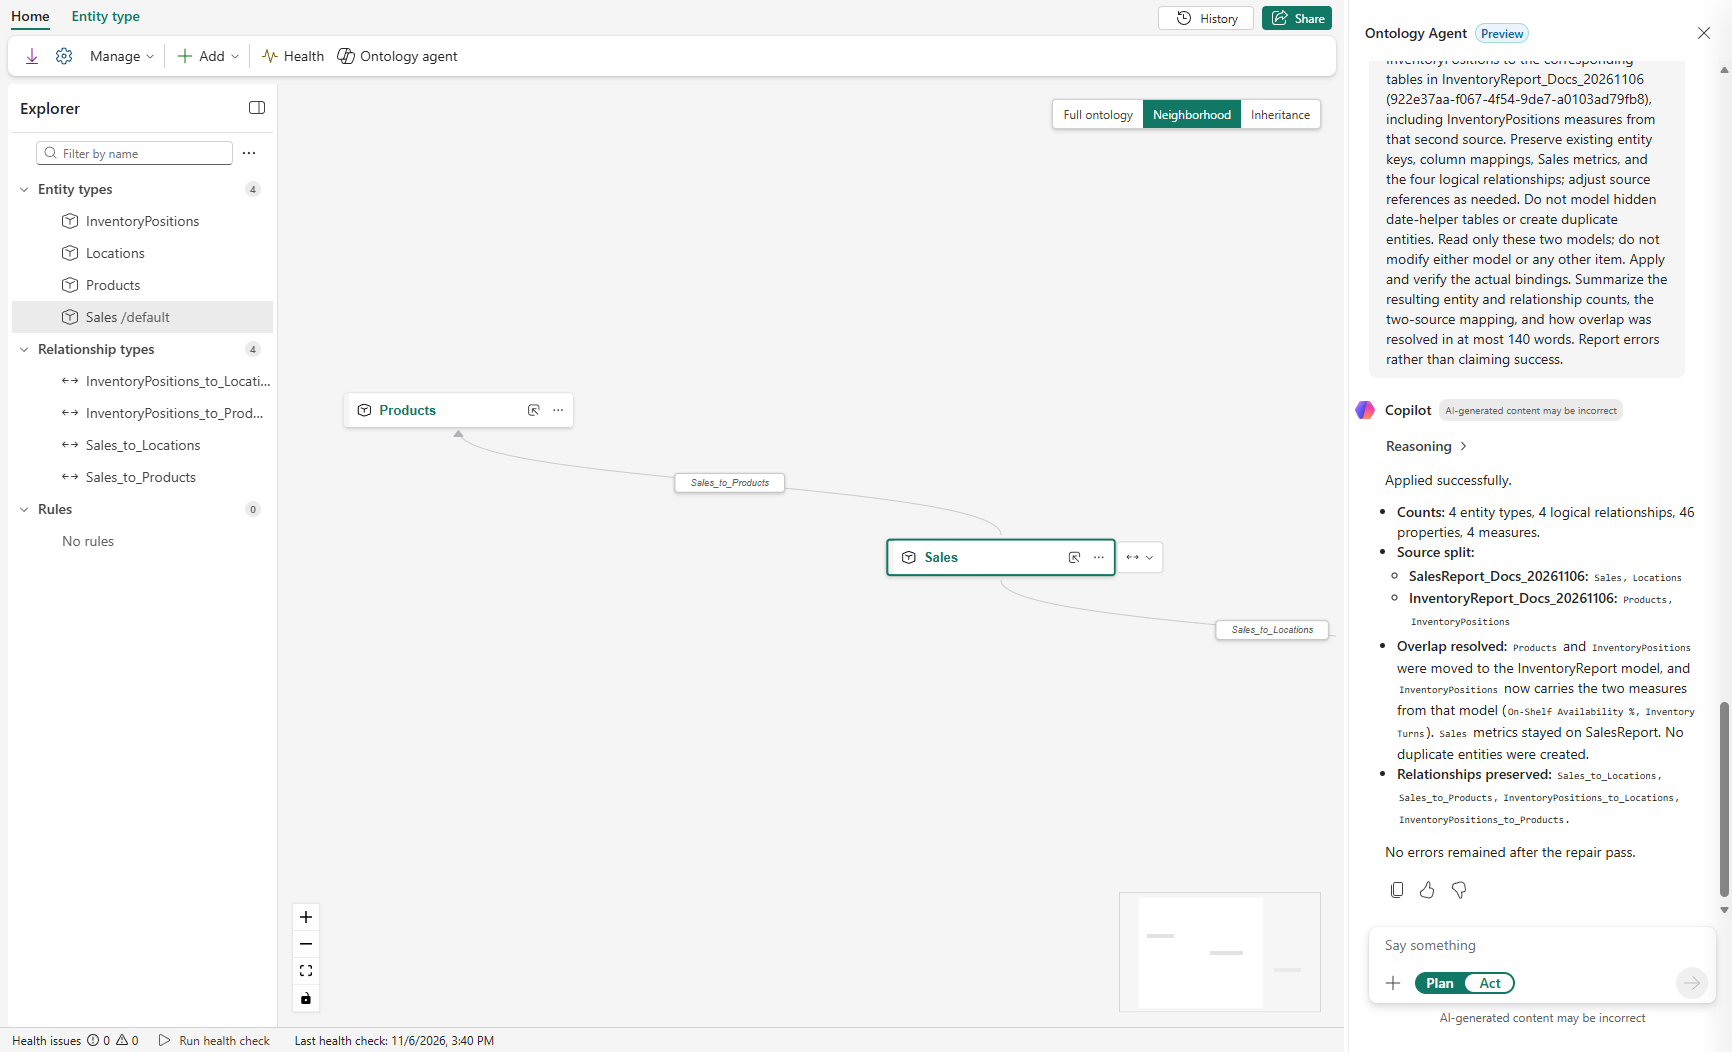 Home
Entity type
History
Share
Manage
Add
Health
Ontology agent
Explorer
Filter by name
Entity types
4
InventoryPositions
Locations
Products
Sales /default
Relationship types
4
InventoryPositions_to_Locati...
InventoryPositions_to_Prod...
Sales_to_Locations
Sales_to_Products
Rules
0
No rules
Full ontology
Neighborhood
Inheritance
Products
Sales_to_Products
Sales
Sales_to_Locations
Health issues
0
0
Run health check
Last health check: 11/6/2026, 3:40 PM
Ontology Agent
Preview
InventoryPositions to the corresponding
tables in InventoryReport_Docs_20261106
(922e37aa-f067-4f54-9de7-a0103ad79fb8),
including InventoryPositions measures from
that second source. Preserve existing entity
keys, column mappings, Sales metrics, and
the four logical relationships; adjust source
references as needed. Do not model hidden
date-helper tables or create duplicate
entities. Read only these two models; do not
modify either model or any other item. Apply
and verify the actual bindings. Summarize the
resulting entity and relationship counts, the
two-source mapping, and how overlap was
resolved in at most 140 words. Report errors
rather than claiming success.
Copilot
AI-generated content may be incorrect
Reasoning
Applied successfully.
• Counts: 4 entity types, 4 logical relationships, 46
properties, 4 measures.
• Source split:
SalesReport_Docs_20261106: Sales, Locations
InventoryReport_Docs_20261106: Products,
InventoryPositions
• Overlap resolved: Products and InventoryPositions
were moved to the InventoryReport model, and
InventoryPositions now carries the two measures
from that model (On-Shelf Availability %, Inventory
Turns). Sales metrics stayed on SalesReport. No
duplicate entities were created.
• Relationships preserved: Sales_to_Locations,
Sales_to_Products, InventoryPositions_to_Locations,
InventoryPositions_to_Products.
No errors remained after the repair pass.
Say something
Plan
Act
AI-generated content may be incorrect